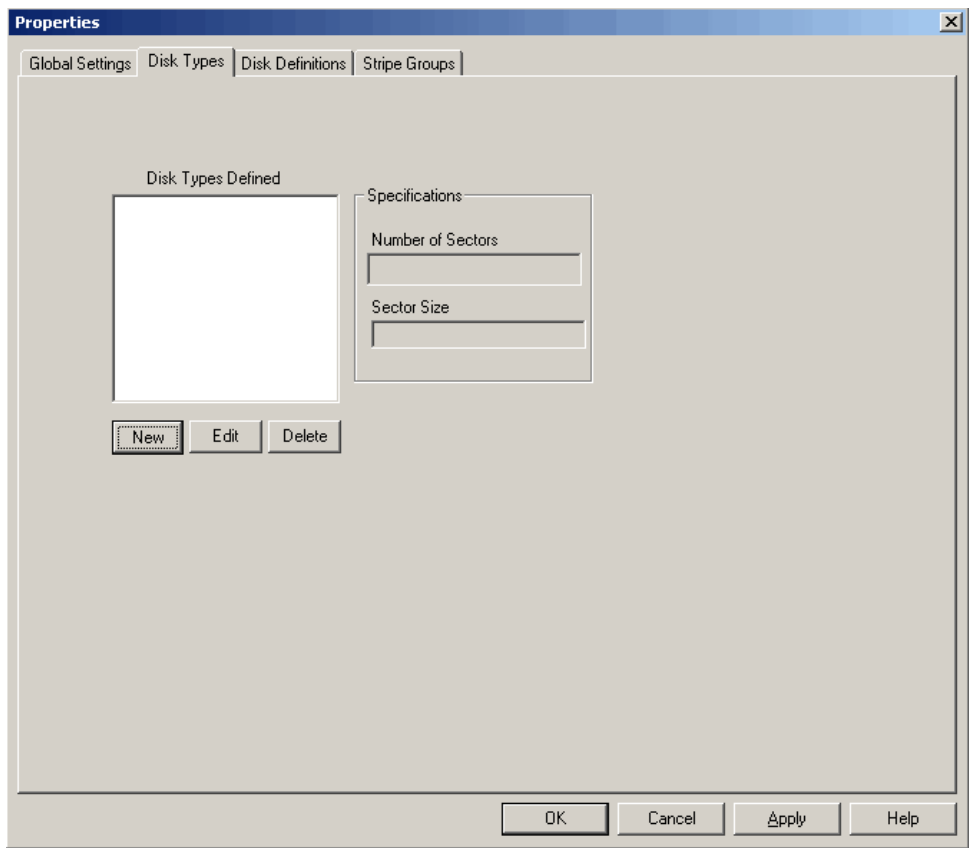 Properties
Global Settings Disk Types Disk Definitions Stripe Groups
Disk Types Defined
Specifications
Number of Sectors
Sector Size
New Edit Delete
OK Cancel Apply Help